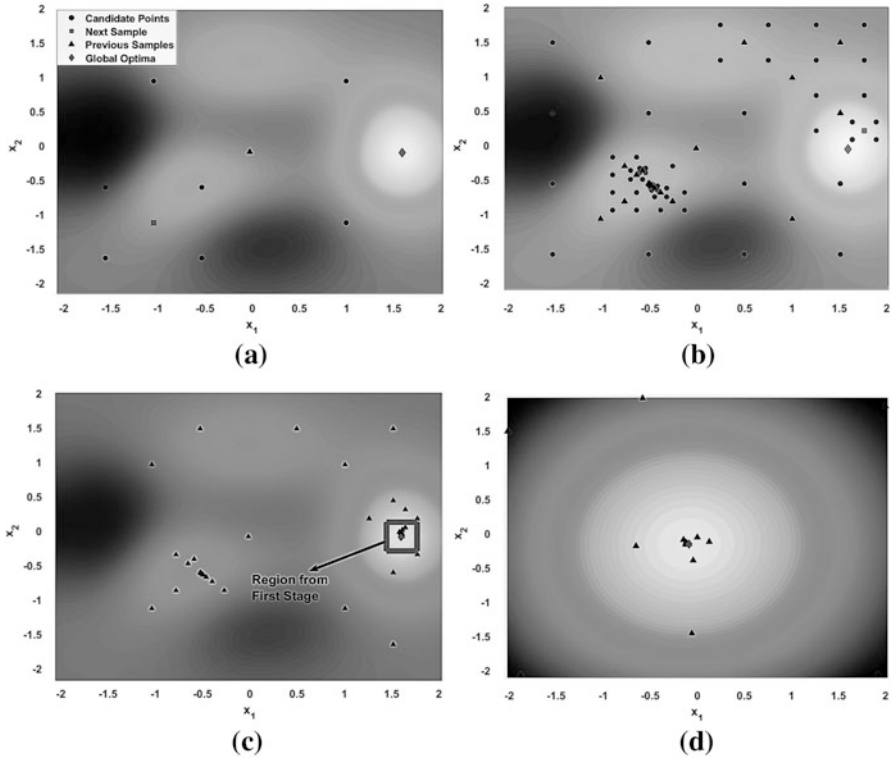 2
1.5
1
0.5
0
-0.5
-1
-1.5
-2
x2
Candidate Points
Next Sample
Previous Samples
Global Optima
-2 -1.5 -1 -0.5 0 0.5 1 1.5 2
x1
(a)
2
1.5
1
0.5
0
-0.5
-1
-1.5
-2
x2
-2 -1.5 -1 -0.5 0 0.5 1 1.5 2
x1
(b)
2
1.5
1
0.5
0
-0.5
-1
-1.5
-2
x2
Region from
First Stage
-2 -1.5 -1 -0.5 0 0.5 1 1.5 2
x1
(c)
2
1.5
1
0.5
0
-0.5
-1
-1.5
-2
x2
-2 -1.5 -1 -0.5 0 0.5 1 1.5 2
x1
(d)